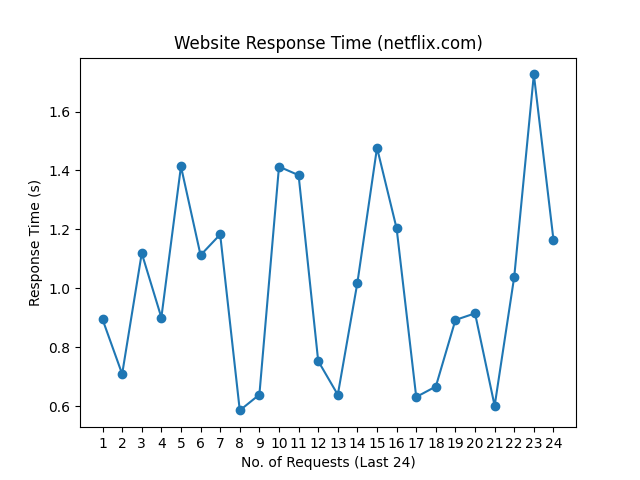 Website Response Time (netflix.com)
Response Time (s)
1.6
1.4
1.2
1.0
0.8
0.6
1 2 3 4 5 6 7 8 9 10 11 12 13 14 15 16 17 18 19 20 21 22 23 24
No. of Requests (Last 24)